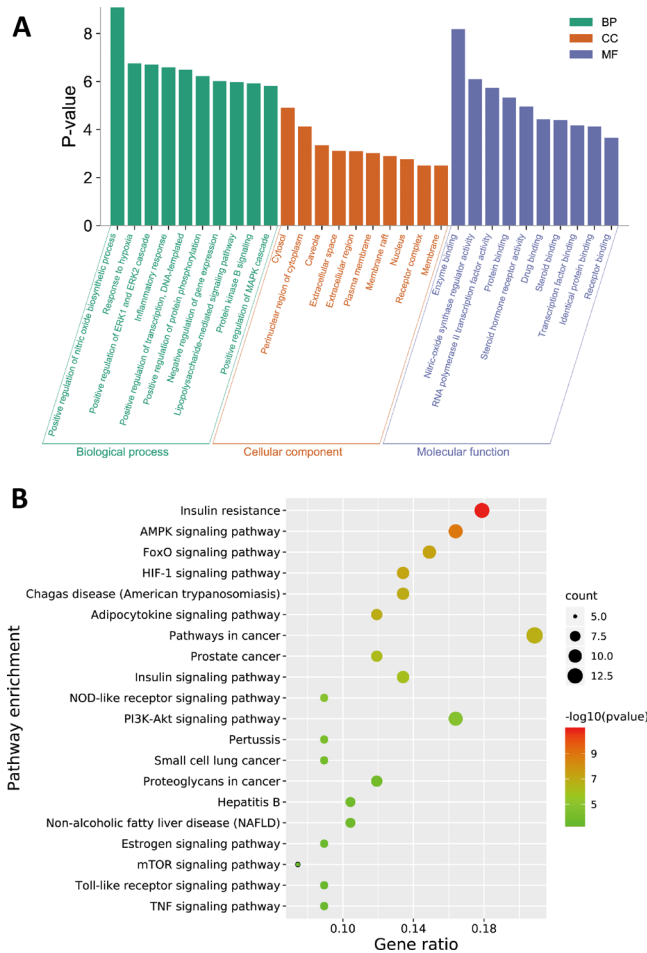 A
P-value
8
6
4
2
0
BP
CC
MF
Positive regulation of nitric oxide biosynthetic process
Response to hypoxia
Positive regulation of ERK1 and ERK2 cascade
Inflammatory response
Positive regulation of transcription, DNA-templated
Positive regulation of protein phosphorylation
Negative regulation of gene expression
Lipopolysaccharide-mediated signaling pathway
Protein kinase B signaling
Positive regulation of MAPK cascade
Cytosol
Perinuclear region of cytoplasm
Caveola
Extracellular space
Extracellular region
Plasma membrane
Membrane raft
Nucleus
Receptor complex
Membrane
Enzyme binding
Nitric-oxide synthase regulator activity
RNA polymerase II transcription factor activity
Protein binding
Steroid hormone receptor activity
Drug binding
Steroid binding
Transcription factor binding
Identical protein binding
Receptor binding
Biological process
Cellular component
Molecular function
B
Pathway enrichment
Insulin resistance
AMPK signaling pathway
FoxO signaling pathway
HIF-1 signaling pathway
Chagas disease (American trypanosomiasis)
Adipocytokine signaling pathway
Pathways in cancer
Prostate cancer
Insulin signaling pathway
NOD-like receptor signaling pathway
PI3K-Akt signaling pathway
Pertussis
Small cell lung cancer
Proteoglycans in cancer
Hepatitis B
Non-alcoholic fatty liver disease (NAFLD)
Estrogen signaling pathway
mTOR signaling pathway
Toll-like receptor signaling pathway
TNF signaling pathway
0.10
0.14
0.18
Gene ratio
count
5.0
7.5
10.0
12.5
-log10(pvalue)
9
7
5